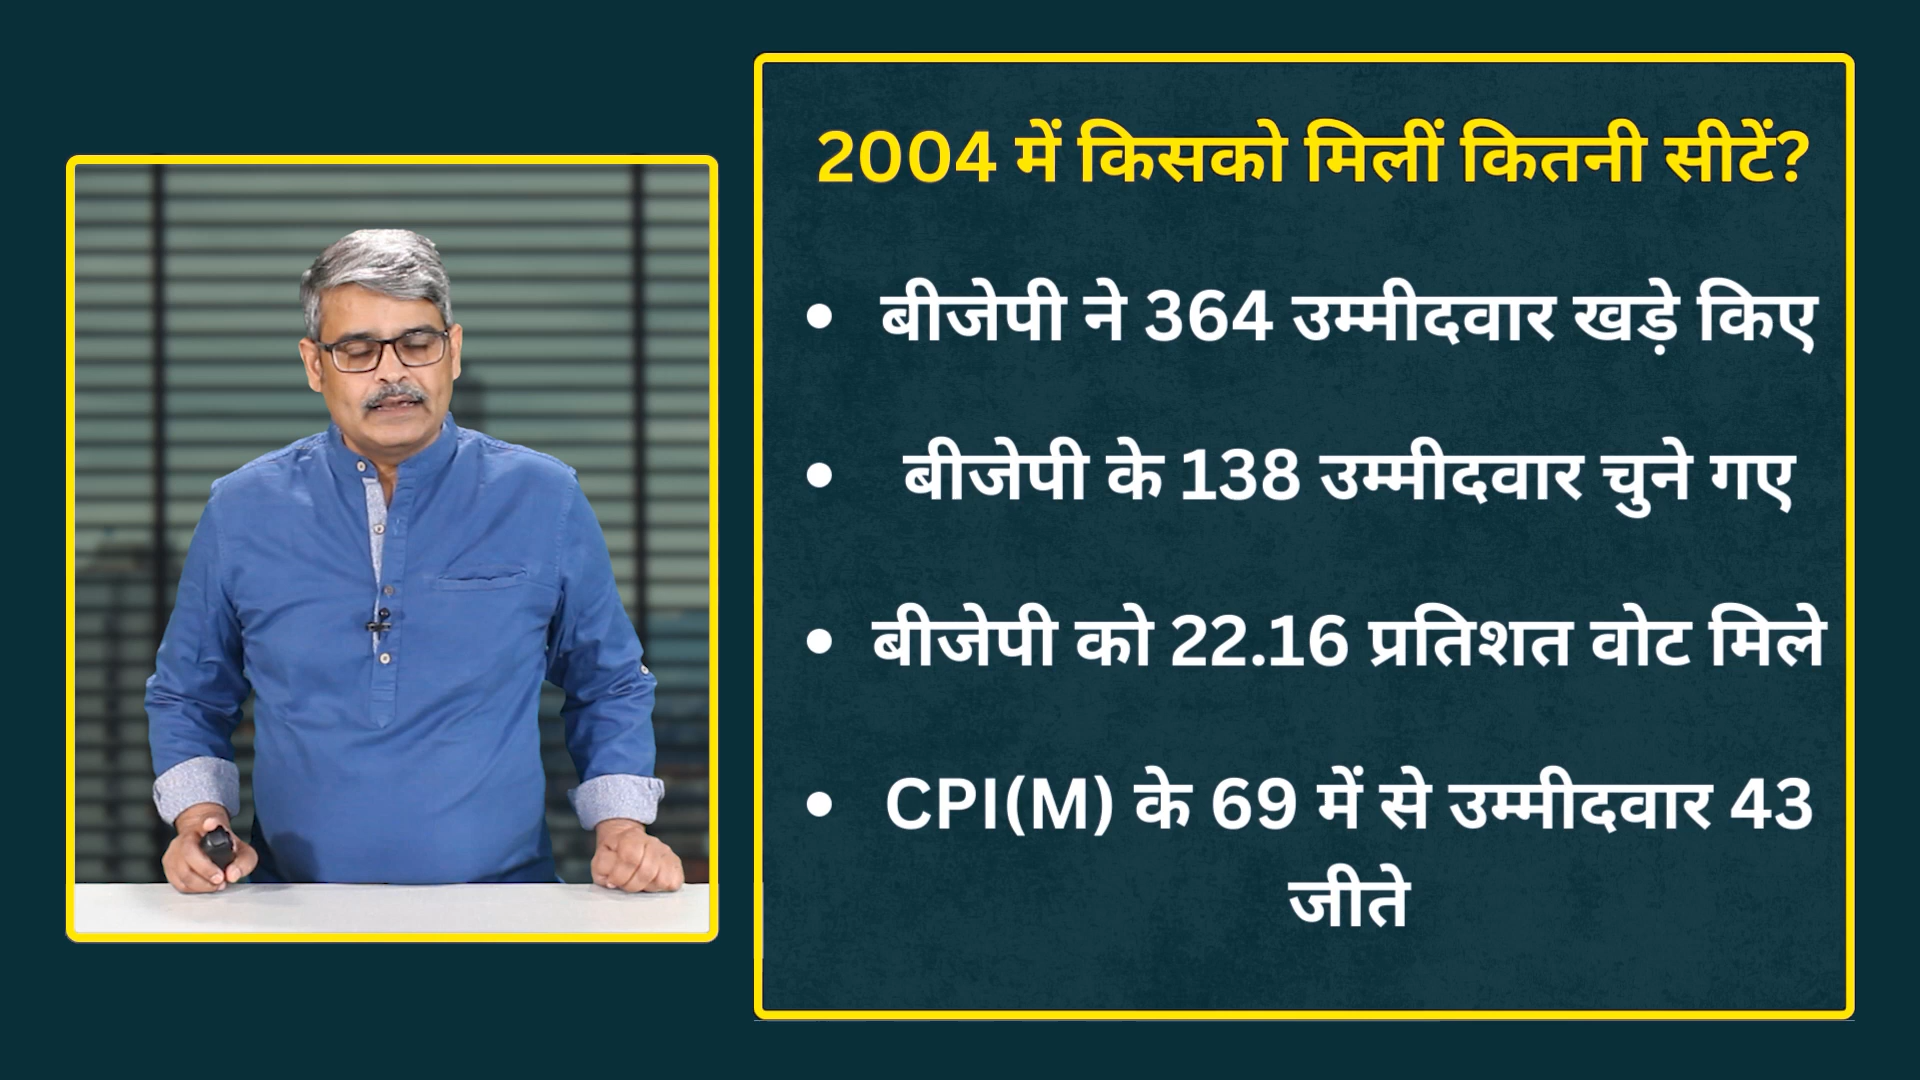 2004 में किसको मिलीं कितनी सीटें?
• बीजेपी ने 364 उम्मीदवार खड़े किए
• बीजेपी के 138 उम्मीदवार चुने गए
• बीजेपी को 22.16 प्रतिशत वोट मिले
• CPI(M) के 69 में से उम्मीदवार 43
जीते